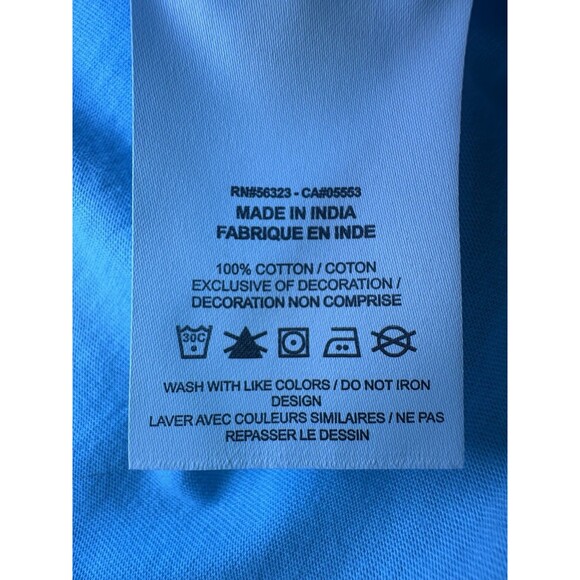 RN#56323 - CA#05553
MADE IN INDIA
FABRIQUE EN INDE
100% COTTON / COTON
EXCLUSIVE OF DECORATION /
DECORATION NON COMPRISE
30C
WASH WITH LIKE COLORS / DO NOT IRON
DESIGN
LAVER AVEC COULEURS SIMILAIRES / NE PAS
REPASSER LE DESSIN